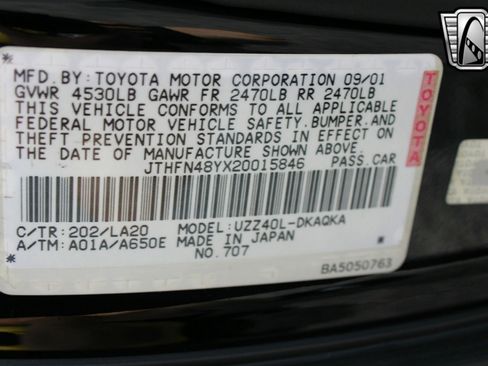 MFD.BY:TOYOTA MOTOR CORPORATION 09/01
GVWR 4530LB GAWR FR 2470LB RR 2470LB
THIS VEHICLE CONFORMS TO ALL APPLICABLE
FEDERAL MOTOR VEHICLE SAFETY,BUMPER,AND
THEFT PREVENTION STANDARDS IN EFFECT ON
THE DATE OF MANUFACTURE SHOWN ABOVE.
JTHFN48YX20015846 PASS.CAR
C/TR:202/LA20 MODEL:UZZ40L-DKAQKA
A/TM:A01A/A650E MADE IN JAPAN
NO.707
BA5050763
TOYOTA